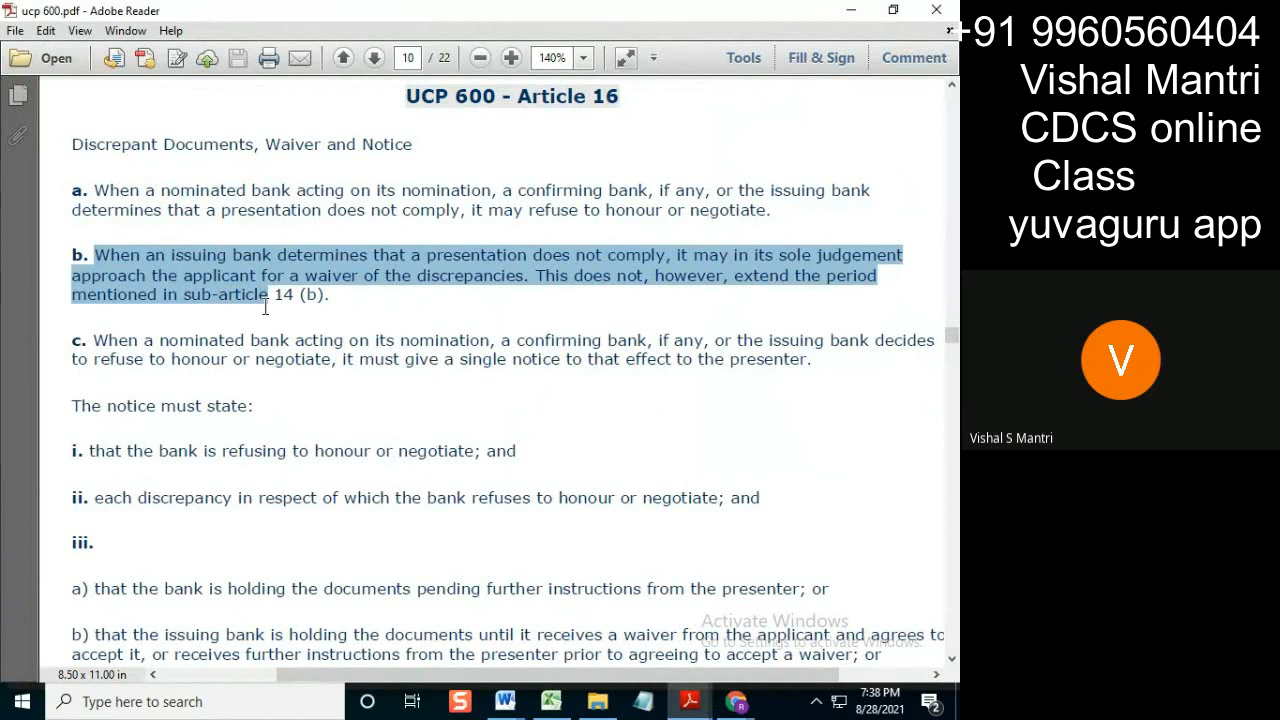 ucp 600.pdf - Adobe Reader
File Edit View Window Help
Open 10 / 22 140% Tools Fill & Sign Comment
UCP 600 - Article 16
Discrepant Documents, Waiver and Notice
a. When a nominated bank acting on its nomination, a confirming bank, if any, or the issuing bank
determines that a presentation does not comply, it may refuse to honour or negotiate.
b. When an issuing bank determines that a presentation does not comply, it may in its sole judgement
approach the applicant for a waiver of the discrepancies. This does not, however, extend the period
mentioned in sub-article 14 (b).
c. When a nominated bank acting on its nomination, a confirming bank, if any, or the issuing bank decides
to refuse to honour or negotiate, it must give a single notice to that effect to the presenter.
The notice must state:
i. that the bank is refusing to honour or negotiate; and
ii. each discrepancy in respect of which the bank refuses to honour or negotiate; and
iii.
a) that the bank is holding the documents pending further instructions from the presenter; or
b) that the issuing bank is holding the documents until it receives a waiver from the applicant and agrees to
accept it, or receives further instructions from the presenter prior to agreeing to accept a waiver; or
Activate Windows
Go to Settings to activate Windows.
8.50 x 11.00 in
Type here to search
7:38 PM
8/28/2021
2
+91 9960560404
Vishal Mantri
CDCS online
Class
yuvaguru app
V
Vishal S Mantri